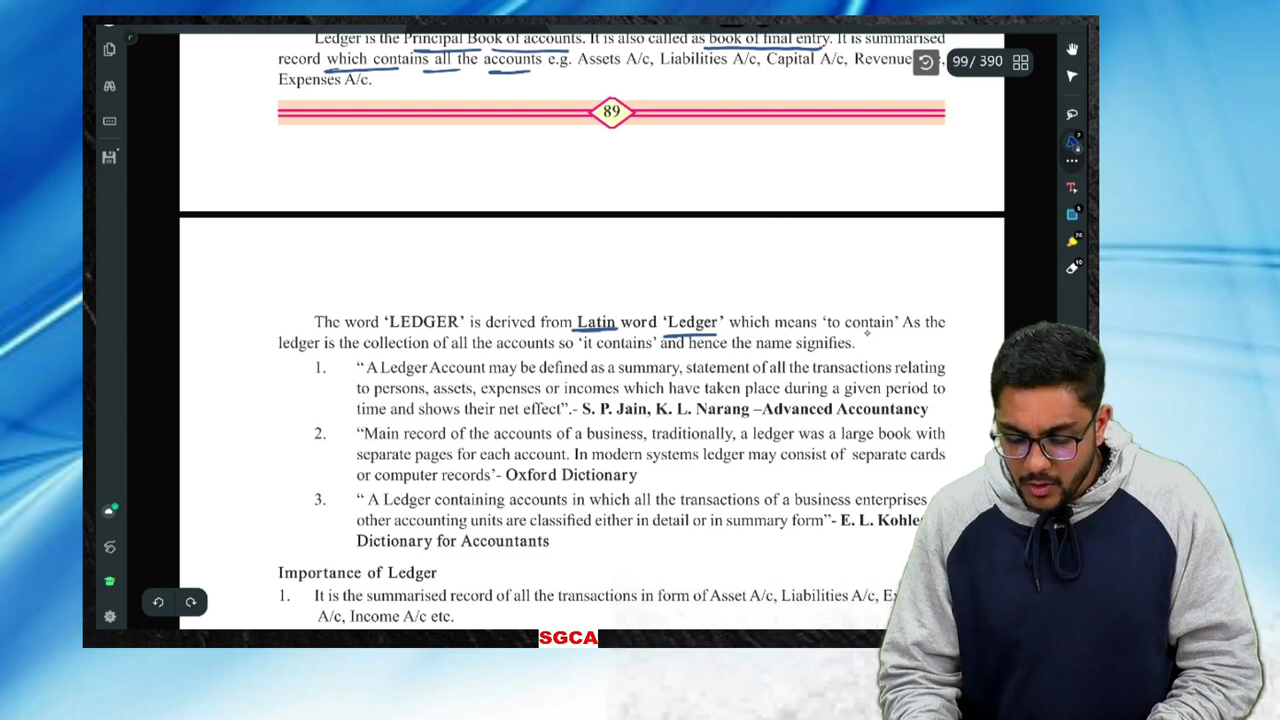 Ledger is the Principal Book of accounts. It is also called as book of final entry. It is summarised
record which contains all the accounts e.g. Assets A/c, Liabilities A/c, Capital A/c, Revenue
99/ 390
Expenses A/c.
89
The word ‘LEDGER’ is derived from Latin word ‘Ledger’ which means ‘to contain’ As the
ledger is the collection of all the accounts so ‘it contains’ and hence the name signifies.
1. “ A Ledger Account may be defined as a summary, statement of all the transactions relating
to persons, assets, expenses or incomes which have taken place during a given period to
time and shows their net effect”.- S. P. Jain, K. L. Narang –Advanced Accountancy
2. “Main record of the accounts of a business, traditionally, a ledger was a large book with
separate pages for each account. In modern systems ledger may consist of separate cards
or computer records’- Oxford Dictionary
3. “ A Ledger containing accounts in which all the transactions of a business enterprises
other accounting units are classified either in detail or in summary form”- E. L. Kohle
Dictionary for Accountants
Importance of Ledger
1. It is the summarised record of all the transactions in form of Asset A/c, Liabilities A/c,
A/c, Income A/c etc.
SGCA